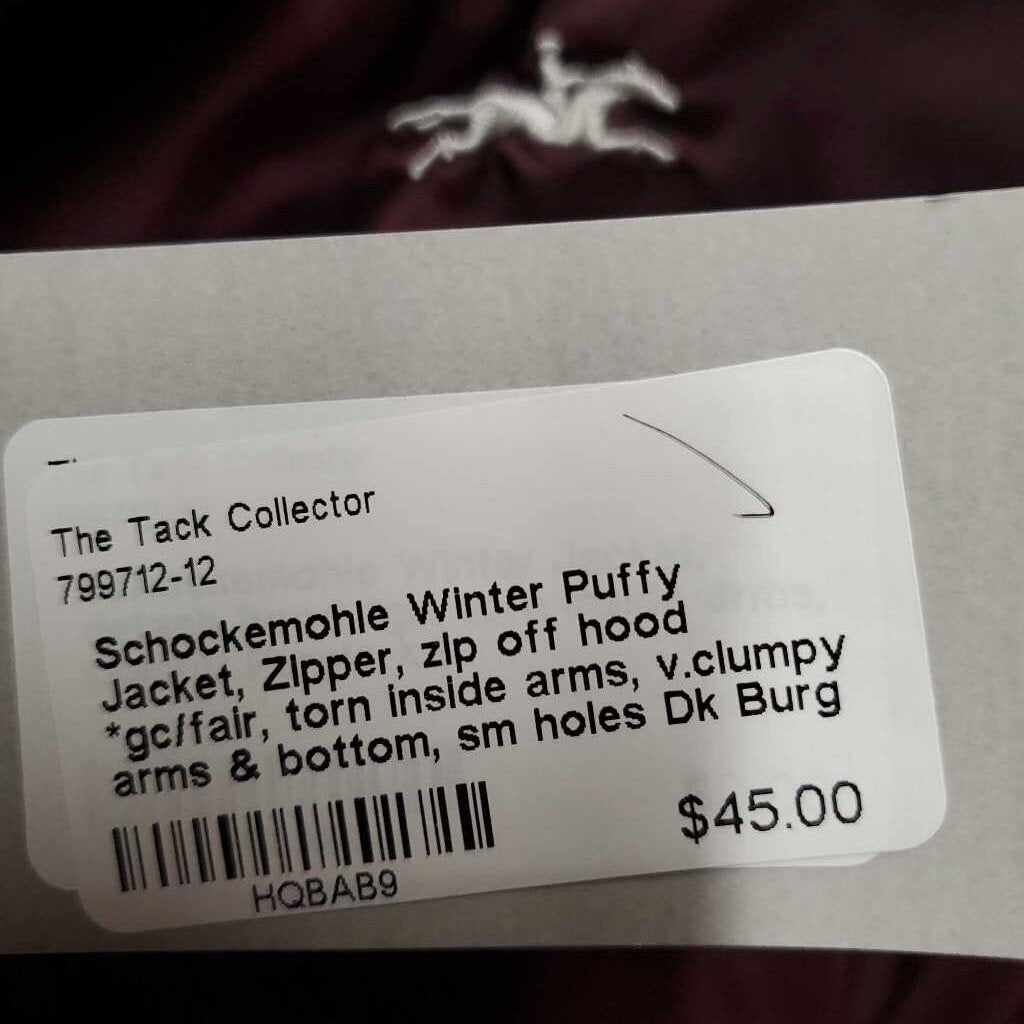 The Tack Collector
799712-12
Schockemohle Winter Puffy
Jacket, Zipper, zip off hood
*gc/fair, torn inside arms, v.clumpy
arms & bottom, sm holes Dk Burg
$45.00
HQBAB9